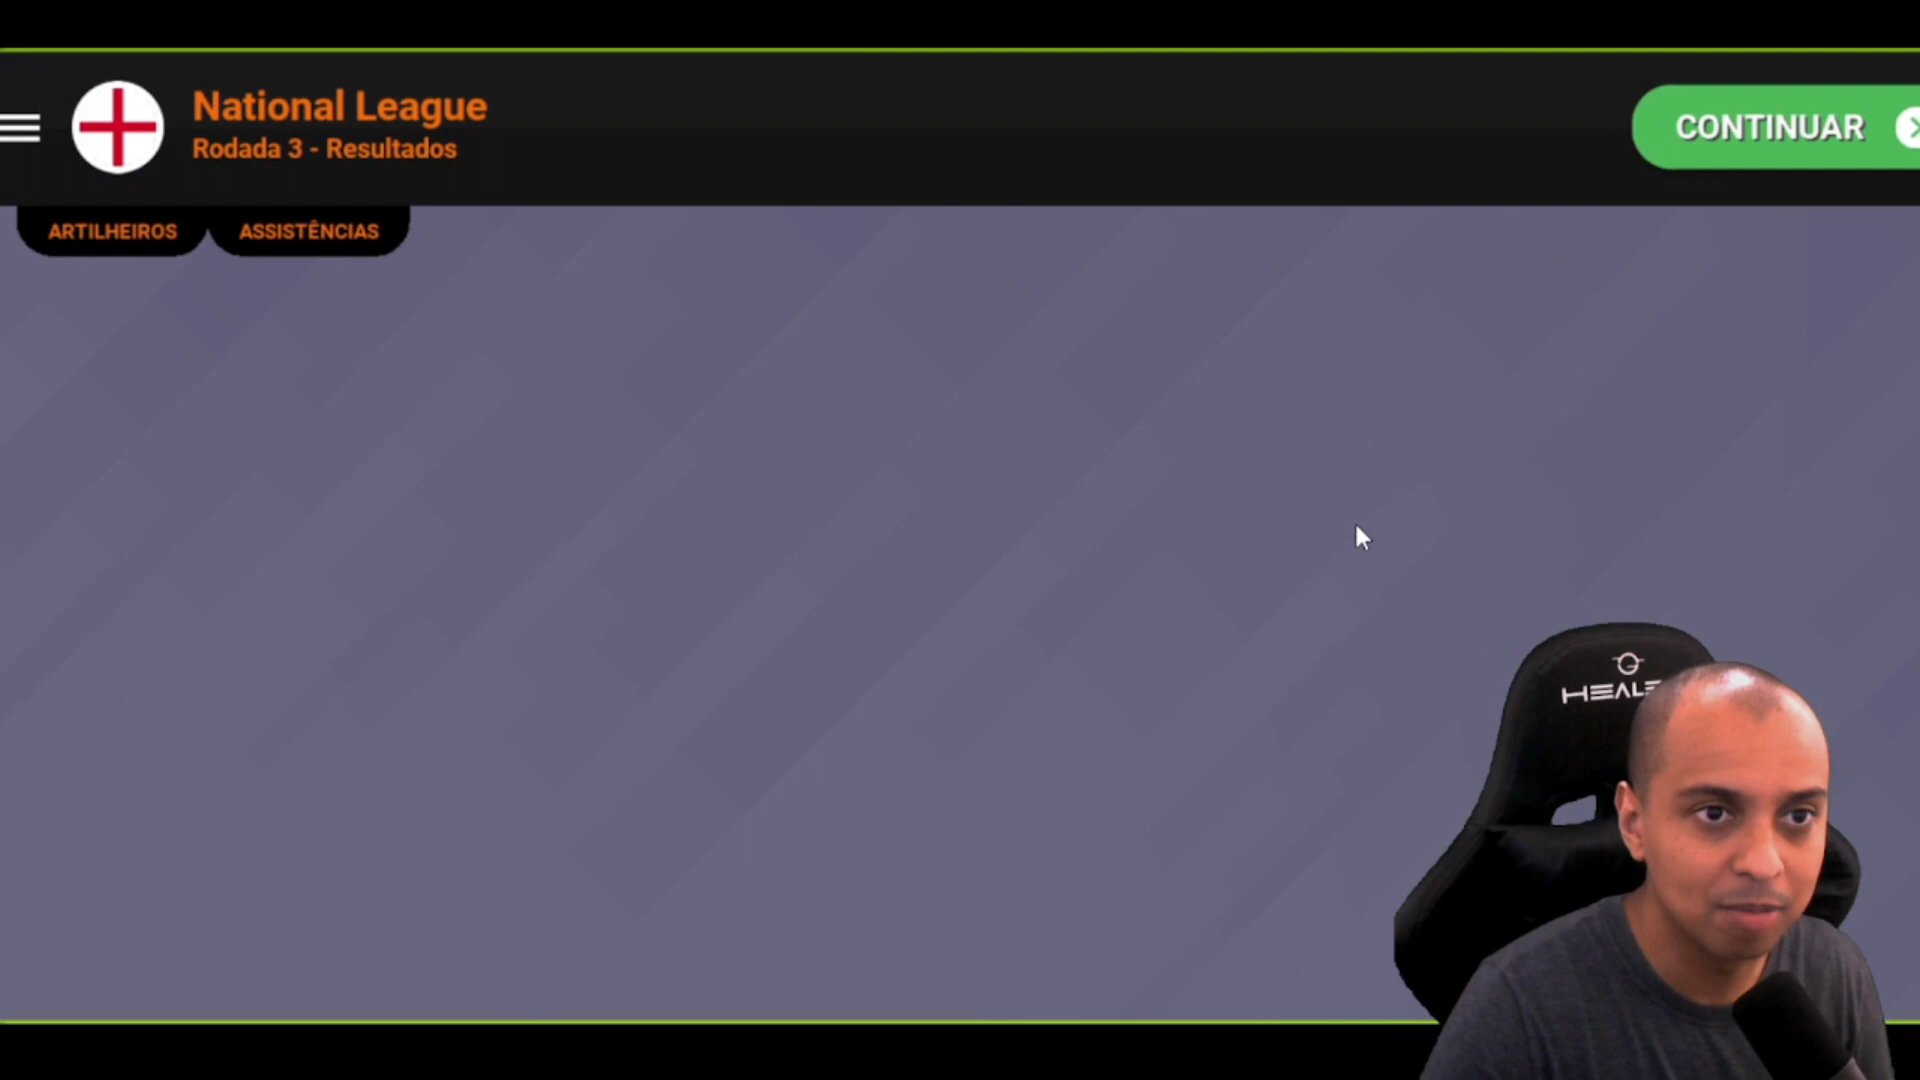 National League
Rodada 3 - Resultados
CONTINUAR
ARTILHEIROS
ASSISTÊNCIAS